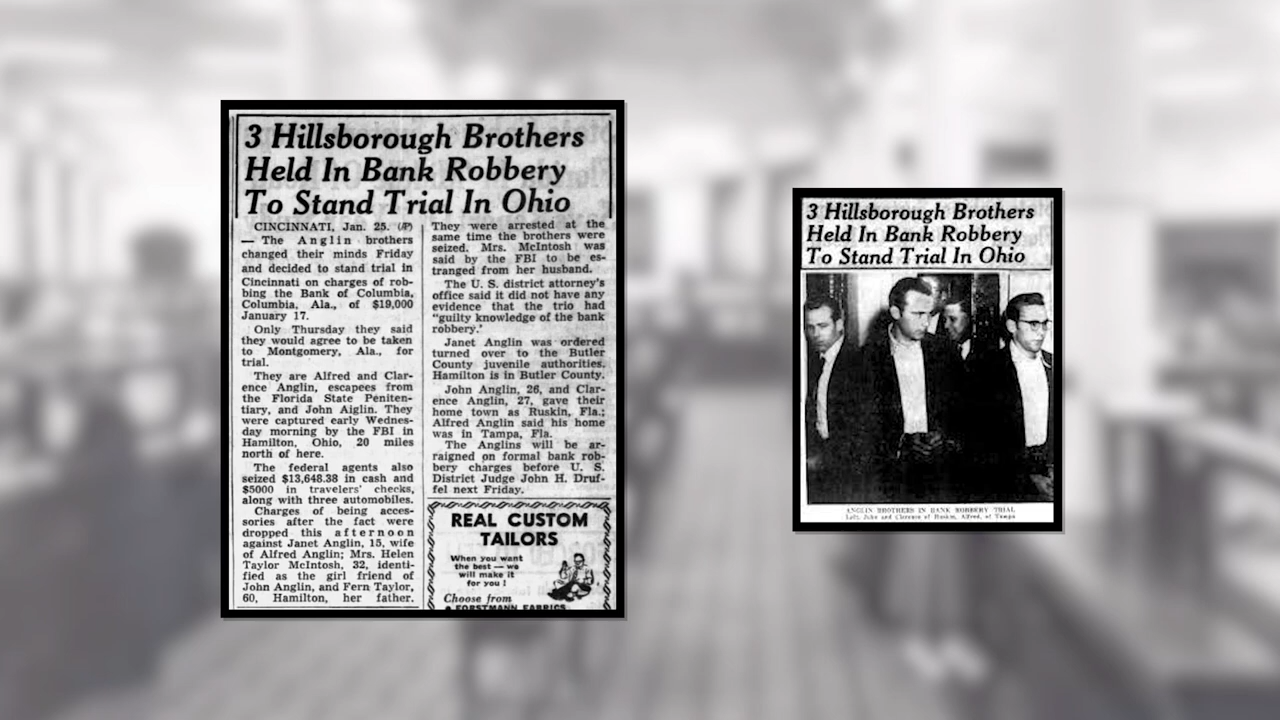 3 Hillsborough Brothers
Held In Bank Robbery
To Stand Trial In Ohio
CINCINNATI, Jan. 25. (AP)
— The Anglin brothers
changed their minds Friday
and decided to stand trial in
Cincinnati on charges of rob-
bing the Bank of Columbia,
Columbia, Ala., of $19,000
January 17.
Only Thursday they said
they would agree to be taken
to Montgomery, Ala., for
trial.
They are Alfred and Clar-
ence Anglin, escapees from
the Florida State Peniten-
tiary, and John Aiglin. They
were captured early Wednes-
day morning by the FBI in
Hamilton, Ohio, 20 miles
north of here.
The federal agents also
seized $13,648.38 in cash and
$5000 in travelers' checks,
along with three automobiles.
Charges of being acces-
sories after the fact were
dropped this afternoon
against Janet Anglin, 15, wife
of Alfred Anglin; Mrs. Helen
Taylor McIntosh, 32, identi-
fied as the girl friend of
John Anglin, and Fern Taylor,
60, Hamilton, her father.
They were arrested at the
same time the brothers were
seized. Mrs. McIntosh was
said by the FBI to be es-
tranged from her husband.
The U. S. district attorney's
office said it did not have any
evidence that the trio had
"guilty knowledge of the bank
robbery.'
Janet Anglin was ordered
turned over to the Butler
County juvenile authorities.
Hamilton is in Butler County.
John Anglin, 26, and Clar-
ence Anglin, 27, gave their
home town as Ruskin, Fla.;
Alfred Anglin said his home
was in Tampa, Fla.
The Anglins will be ar-
raigned on formal bank rob-
bery charges before U. S.
District Judge John H. Druf-
fel next Friday.
REAL CUSTOM
TAILORS
When you want
the best — we
will make it
for you !
Choose from
• FORSTMANN FABRICS
3 Hillsborough Brothers
Held In Bank Robbery
To Stand Trial In Ohio
ANGLIN BROTHERS IN BANK ROBBERY TRIAL
Left, John and Clarence of Ruskin, Alfred, of Tampa